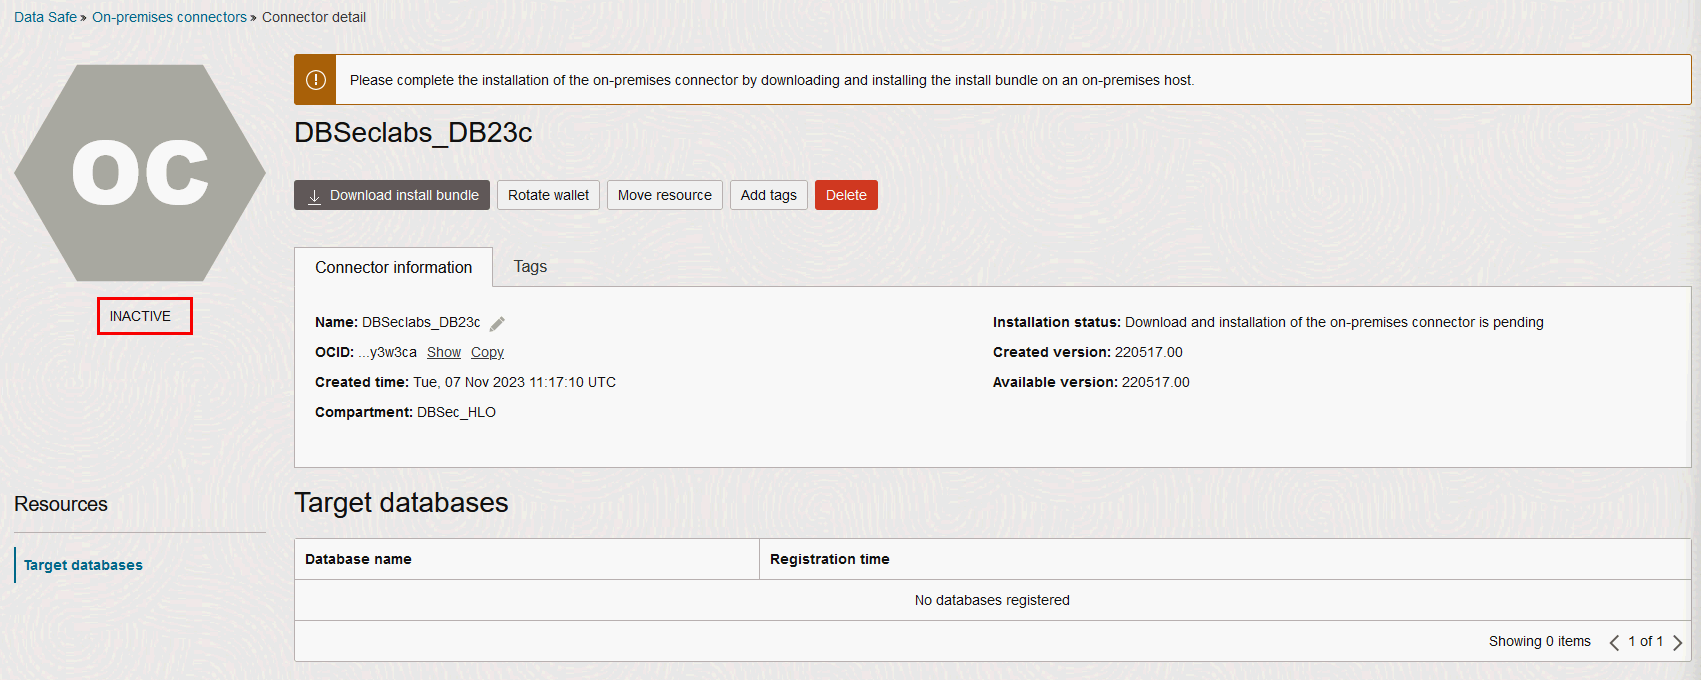 Data Safe » On-premises connectors » Connector detail
OC
INACTIVE
Please complete the installation of the on-premises connector by downloading and installing the install bundle on an on-premises host.
DBSeclabs_DB23c
Download install bundle Rotate wallet Move resource Add tags Delete
Connector information Tags
Name: DBSeclabs_DB23c
OCID: ...y3w3ca Show Copy
Created time: Tue, 07 Nov 2023 11:17:10 UTC
Compartment: DBSec_HLO
Installation status: Download and installation of the on-premises connector is pending
Created version: 220517.00
Available version: 220517.00
Resources
Target databases
Target databases
Database name Registration time
No databases registered
Showing 0 items < 1 of 1 >